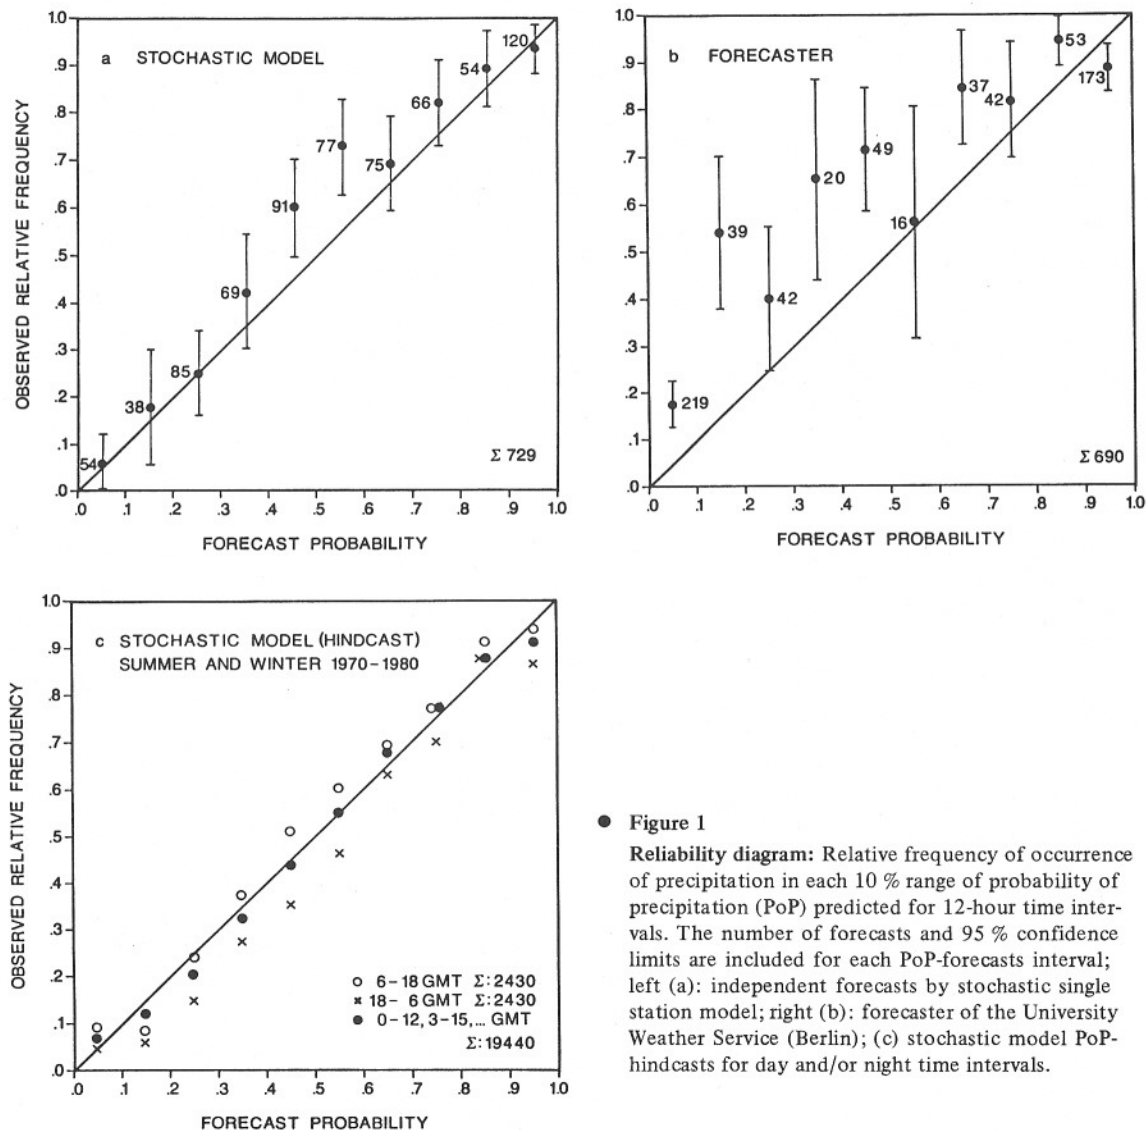 a STOCHASTIC MODEL
OBSERVED RELATIVE FREQUENCY
1.0
.9
.8
.7
.6
.5
.4
.3
.2
.1
.0
54
38
85
69
91
77
75
66
54
120
Σ 729
.0 .1 .2 .3 .4 .5 .6 .7 .8 .9 1.0
FORECAST PROBABILITY
b FORECASTER
OBSERVED RELATIVE FREQUENCY
1.0
.9
.8
.7
.6
.5
.4
.3
.2
.1
.0
219
39
42
20
49
16
37
42
53
173
Σ 690
.0 .1 .2 .3 .4 .5 .6 .7 .8 .9 1.0
FORECAST PROBABILITY
c STOCHASTIC MODEL (HINDCAST)
SUMMER AND WINTER 1970-1980
OBSERVED RELATIVE FREQUENCY
1.0
.9
.8
.7
.6
.5
.4
.3
.2
.1
.0
6-18 GMT Σ:2430
18- 6 GMT Σ:2430
0-12, 3-15, ... GMT
Σ:19440
.0 .1 .2 .3 .4 .5 .6 .7 .8 .9 1.0
FORECAST PROBABILITY
Figure 1
Reliability diagram: Relative frequency of occurrence
of precipitation in each 10 % range of probability of
precipitation (PoP) predicted for 12-hour time inter-
vals. The number of forecasts and 95 % confidence
limits are included for each PoP-forecasts interval;
left (a): independent forecasts by stochastic single
station model; right (b): forecaster of the University
Weather Service (Berlin); (c) stochastic model PoP-
hindcasts for day and/or night time intervals.